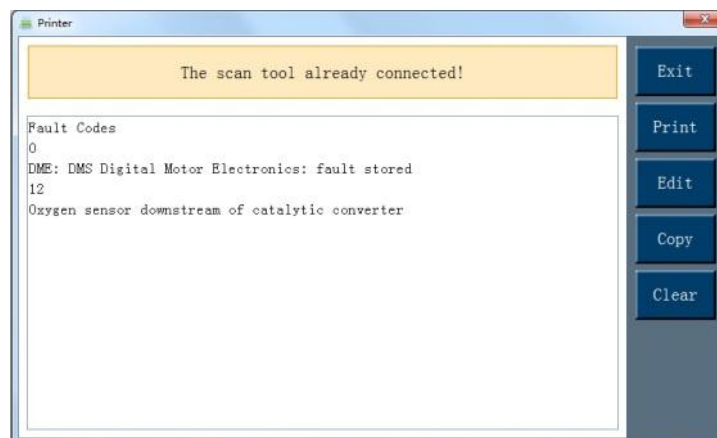 Printer
The scan tool already connected!
Fault Codes
0
DME: DMS Digital Motor Electronics: fault stored
12
Oxygen sensor downstream of catalytic converter
Exit
Print
Edit
Copy
Clear